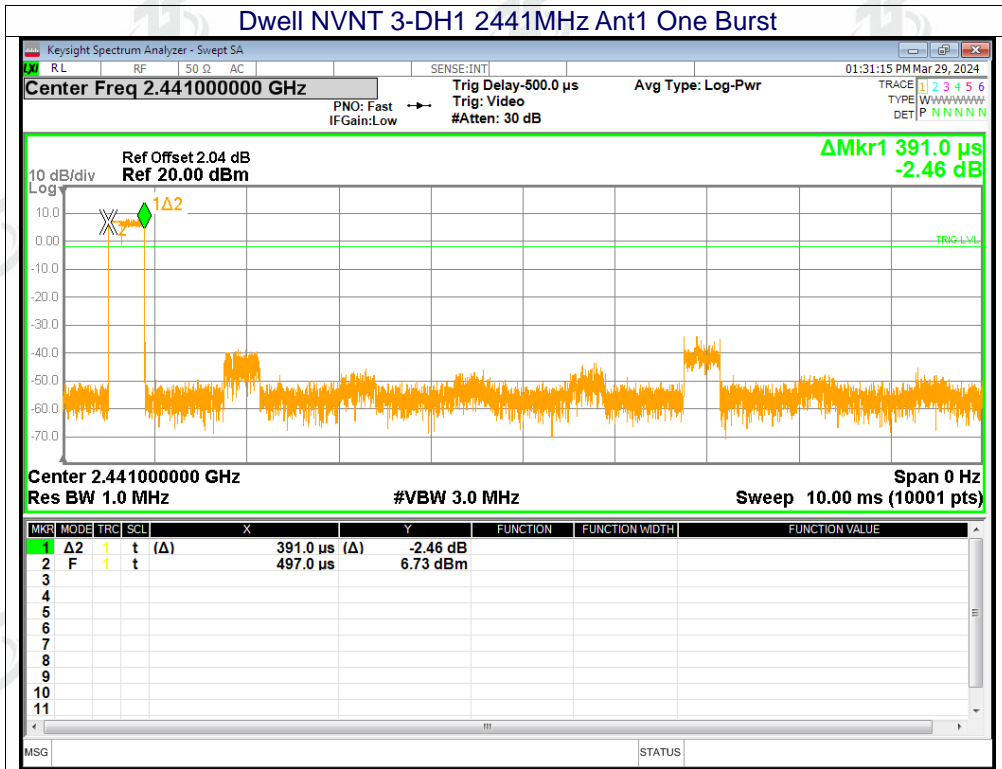 Dwell NVNT 3-DH1 2441MHz Ant1 One Burst
Keysight Spectrum Analyzer - Swept SA
LXI RL RF 50 Ω AC SENSE:INT 01:31:15 PM Mar 29, 2024
Center Freq 2.441000000 GHz Trig Delay-500.0 µs Avg Type: Log-Pwr TRACE 1 2 3 4 5 6
PNO: Fast Trig: Video TYPE WWWWWWW
IFGain:Low #Atten: 30 dB DET P N N N N N
ΔMkr1 391.0 µs
Ref Offset 2.04 dB
10 dB/div Ref 20.00 dBm -2.46 dB
Log
1Δ2
10.0
2
0.00
TRIG LVL
-10.0
-20.0
-30.0
-40.0
-50.0
-60.0
-70.0
Center 2.441000000 GHz Span 0 Hz
Res BW 1.0 MHz #VBW 3.0 MHz Sweep 10.00 ms (10001 pts)
MKR MODE TRC SCL X Y FUNCTION FUNCTION WIDTH FUNCTION VALUE
1 Δ2 1 t (Δ) 391.0 µs (Δ) -2.46 dB
2 F 1 t 497.0 µs 6.73 dBm
3
4
5
6
7
8
9
10
11
MSG STATUS